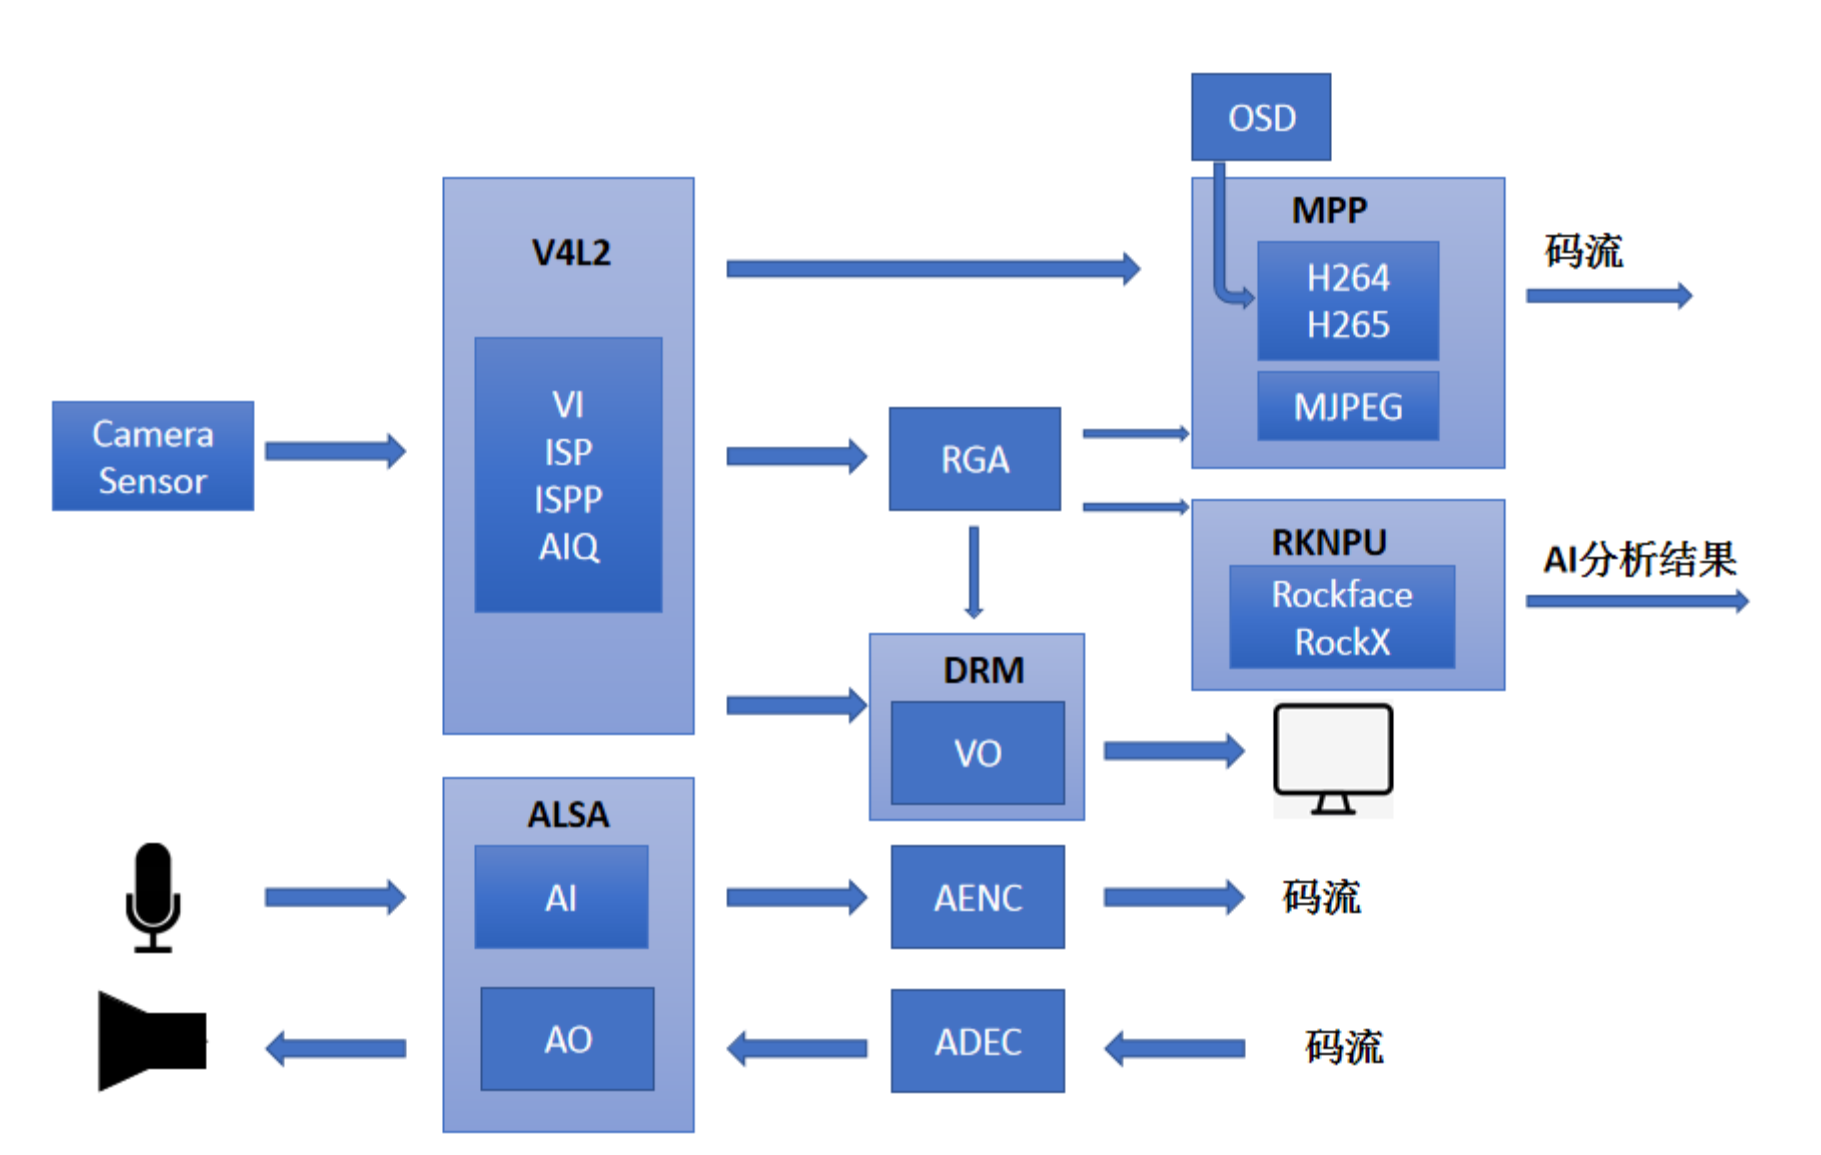 OSD
MPP
H264
H265
MJPEG
码流
V4L2
VI
ISP
ISPP
AIQ
Camera
Sensor
RGA
RKNPU
Rockface
RockX
AI分析结果
DRM
VO
ALSA
AI
AENC
码流
AO
ADEC
码流